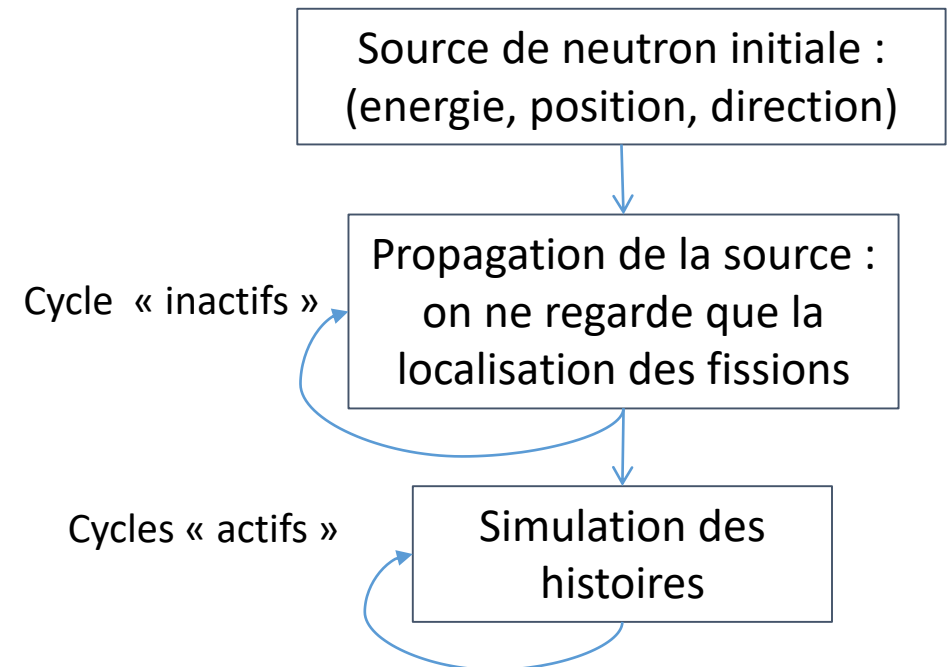 Source de neutron initiale :
(energie, position, direction)
Propagation de la source :
on ne regarde que la
localisation des fissions
Cycle « inactifs »
Simulation des
histoires
Cycles « actifs »